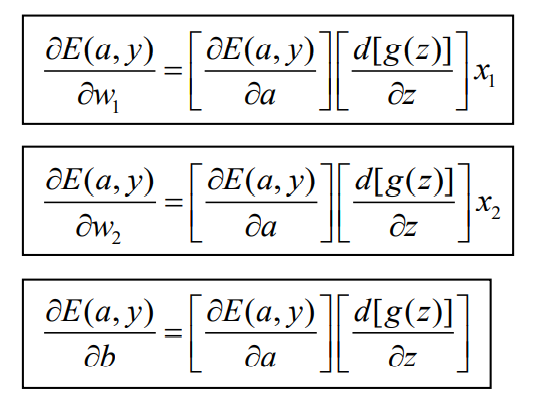 ∂E(a, y)/∂w₁ = [∂E(a, y)/∂a] [d[g(z)]/∂z] x₁
∂E(a, y)/∂w₂ = [∂E(a, y)/∂a] [d[g(z)]/∂z] x₂
∂E(a, y)/∂b = [∂E(a, y)/∂a] [d[g(z)]/∂z]